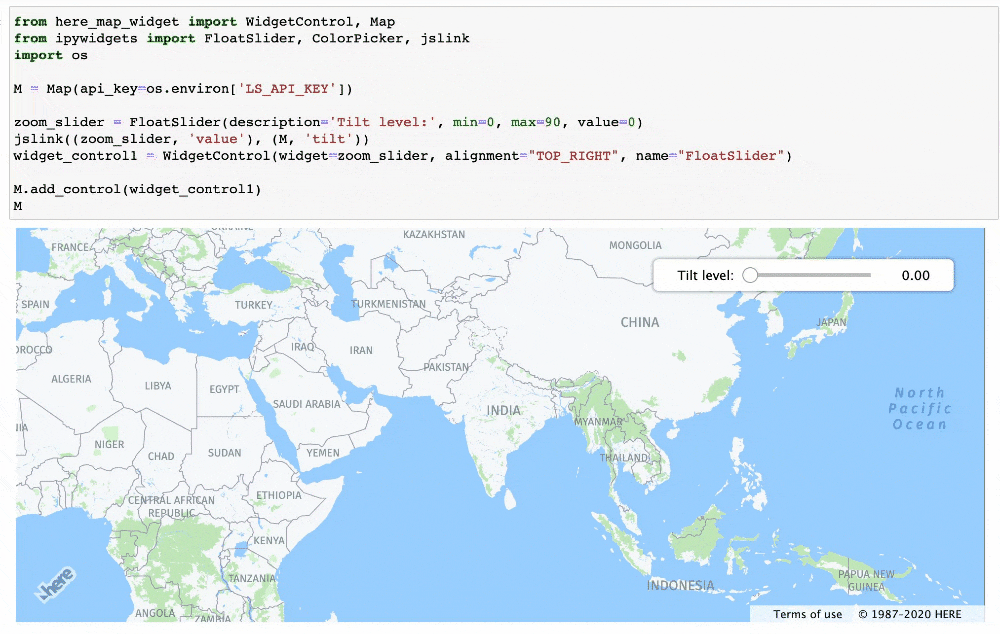 from here_map_widget import WidgetControl, Map
from ipywidgets import FloatSlider, ColorPicker, jslink
import os
M = Map(api_key=os.environ['LS_API_KEY'])
zoom_slider = FloatSlider(description='Tilt level:', min=0, max=90, value=0)
jslink((zoom_slider, 'value'), (M, 'tilt'))
widget_control1 = WidgetControl(widget=zoom_slider, alignment="TOP_RIGHT", name="FloatSlider")
M.add_control(widget_control1)
M
KAZAKHSTAN
FRANCE
MONGOLIA
Tilt level: 0.00
SPAIN
TURKEY
TURKMENISTAN
CHINA
JAPAN
OROCCO
IRAQ
IRAN
PAKISTAN
ALGERIA
LIBYA
EGYPT
SAUDI ARABIA
INDIA
North
Pacific
Ocean
MYANMAR
NIA
NIGER
CHAD
SUDAN
YEMEN
THAILAND
CENTRAL AFRICAN
REPUBLIC
ETHIOPIA
KENYA
TANZANIA
INDONESIA
PAPUA NEW
GUINEA
here
ANGOLA
ZAMBIA
Terms of use © 1987-2020 HERE